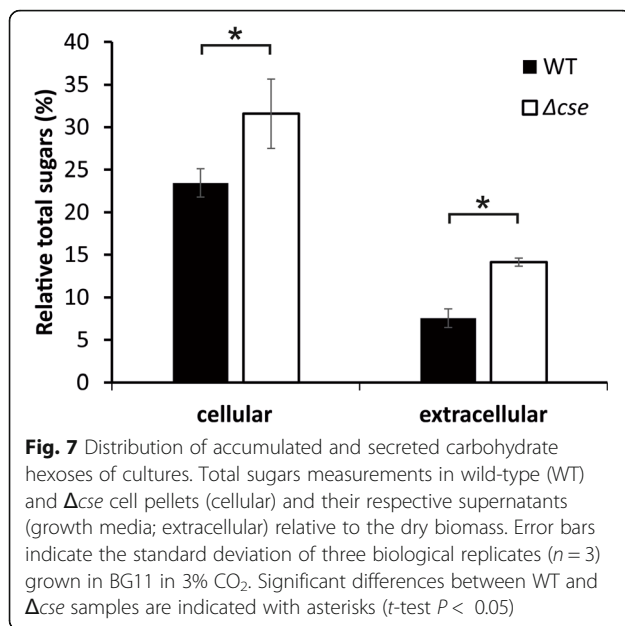 40
35
30
25
20
15
10
5
0
Relative total sugars (%)
*
*
WT
Δcse
cellular
extracellular
Fig. 7 Distribution of accumulated and secreted carbohydrate
hexoses of cultures. Total sugars measurements in wild-type (WT)
and Δcse cell pellets (cellular) and their respective supernatants
(growth media; extracellular) relative to the dry biomass. Error bars
indicate the standard deviation of three biological replicates (n = 3)
grown in BG11 in 3% CO₂. Significant differences between WT and
Δcse samples are indicated with asterisks (t-test P < 0.05)